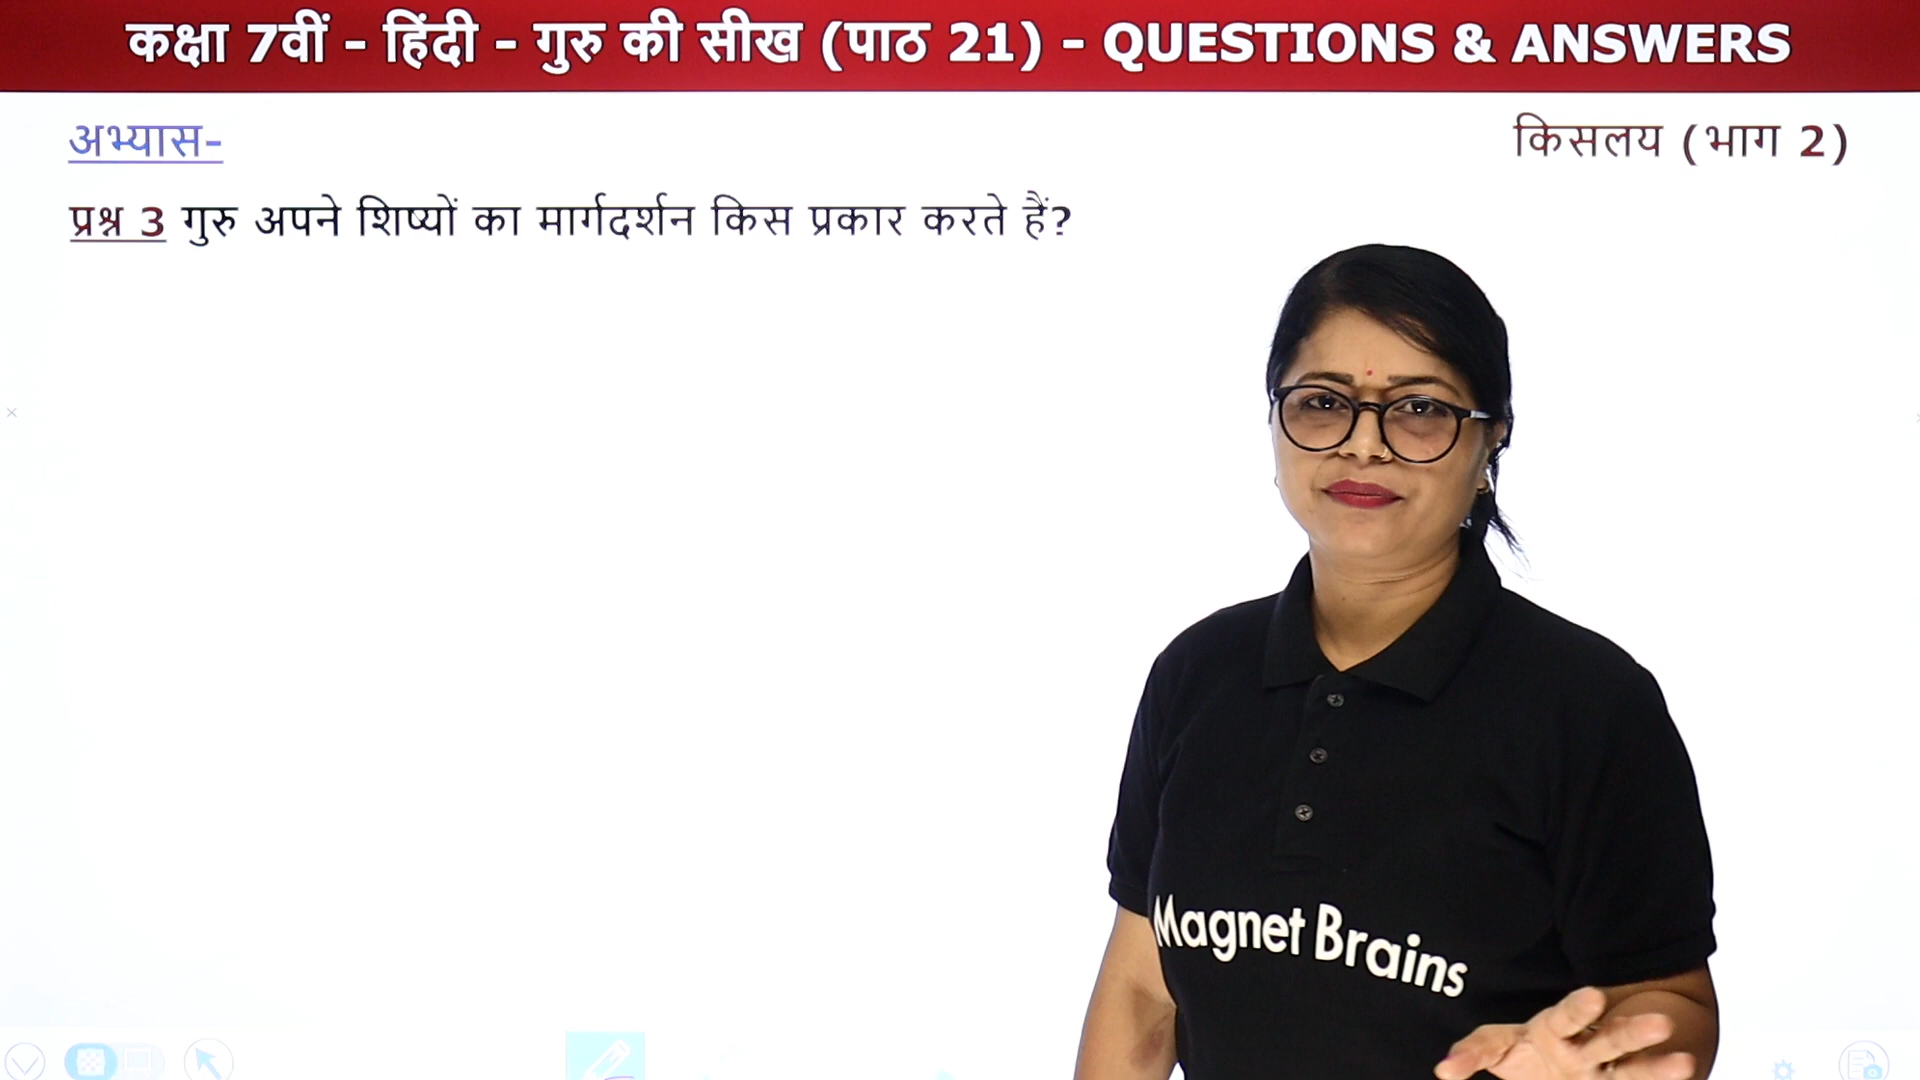 कक्षा 7वीं - हिंदी - गुरु की सीख (पाठ 21) - QUESTIONS & ANSWERS
अभ्यास-
किसलय (भाग 2)
प्रश्न 3 गुरु अपने शिष्यों का मार्गदर्शन किस प्रकार करते हैं?
Magnet Brains